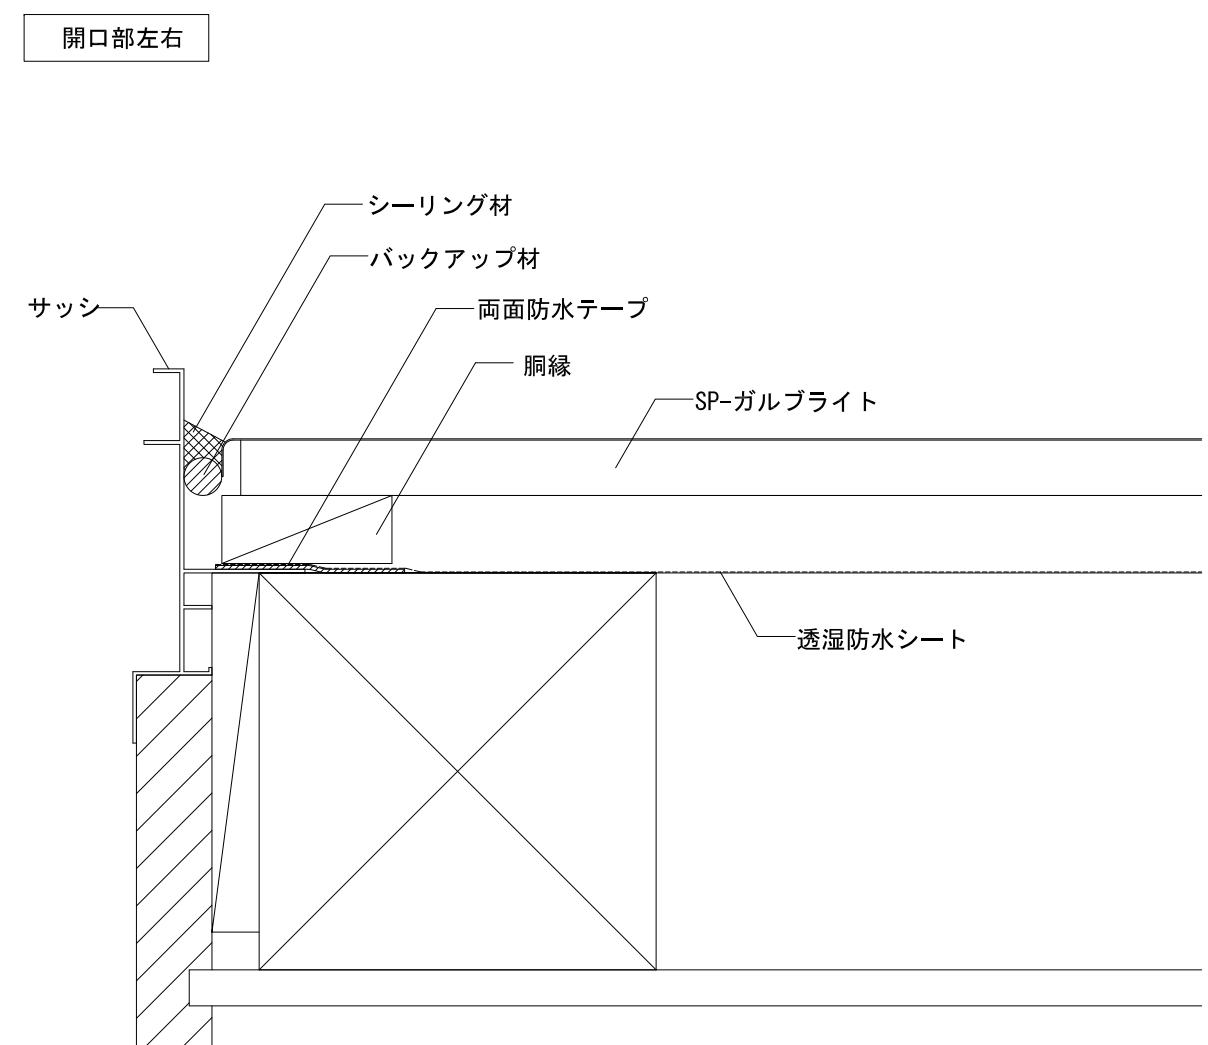 開口部左右
シーリング材
バックアップ材
サッシ
両面防水テープ
胴縁
SP-ガルブライト
透湿防水シート